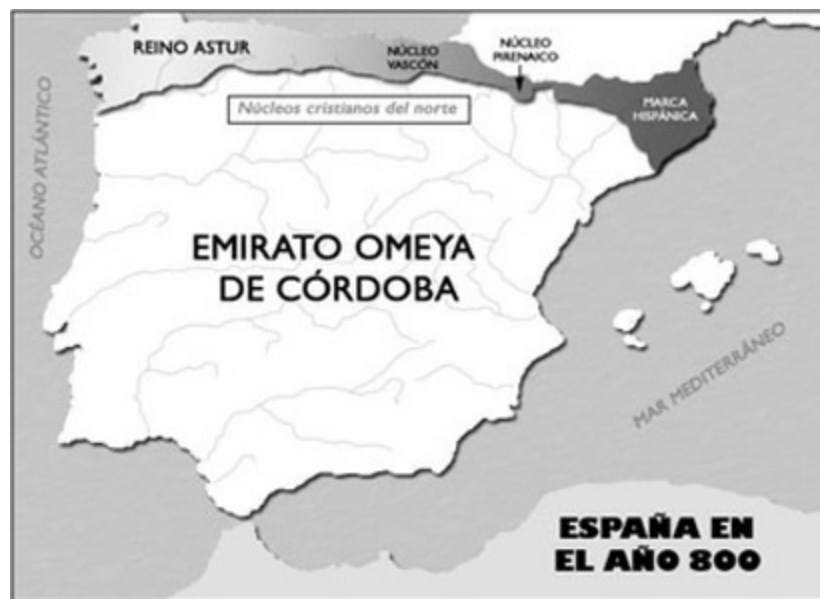 REINO ASTUR
NÚCLEO
VASCÓN
NÚCLEO
PIRENAICO
MARCA
HISPÁNICA
Núcleos cristianos del norte
OCÉANO ATLÁNTICO
EMIRATO OMEYA
DE CÓRDOBA
MAR MEDITERRÁNEO
ESPAÑA EN
EL AÑO 800